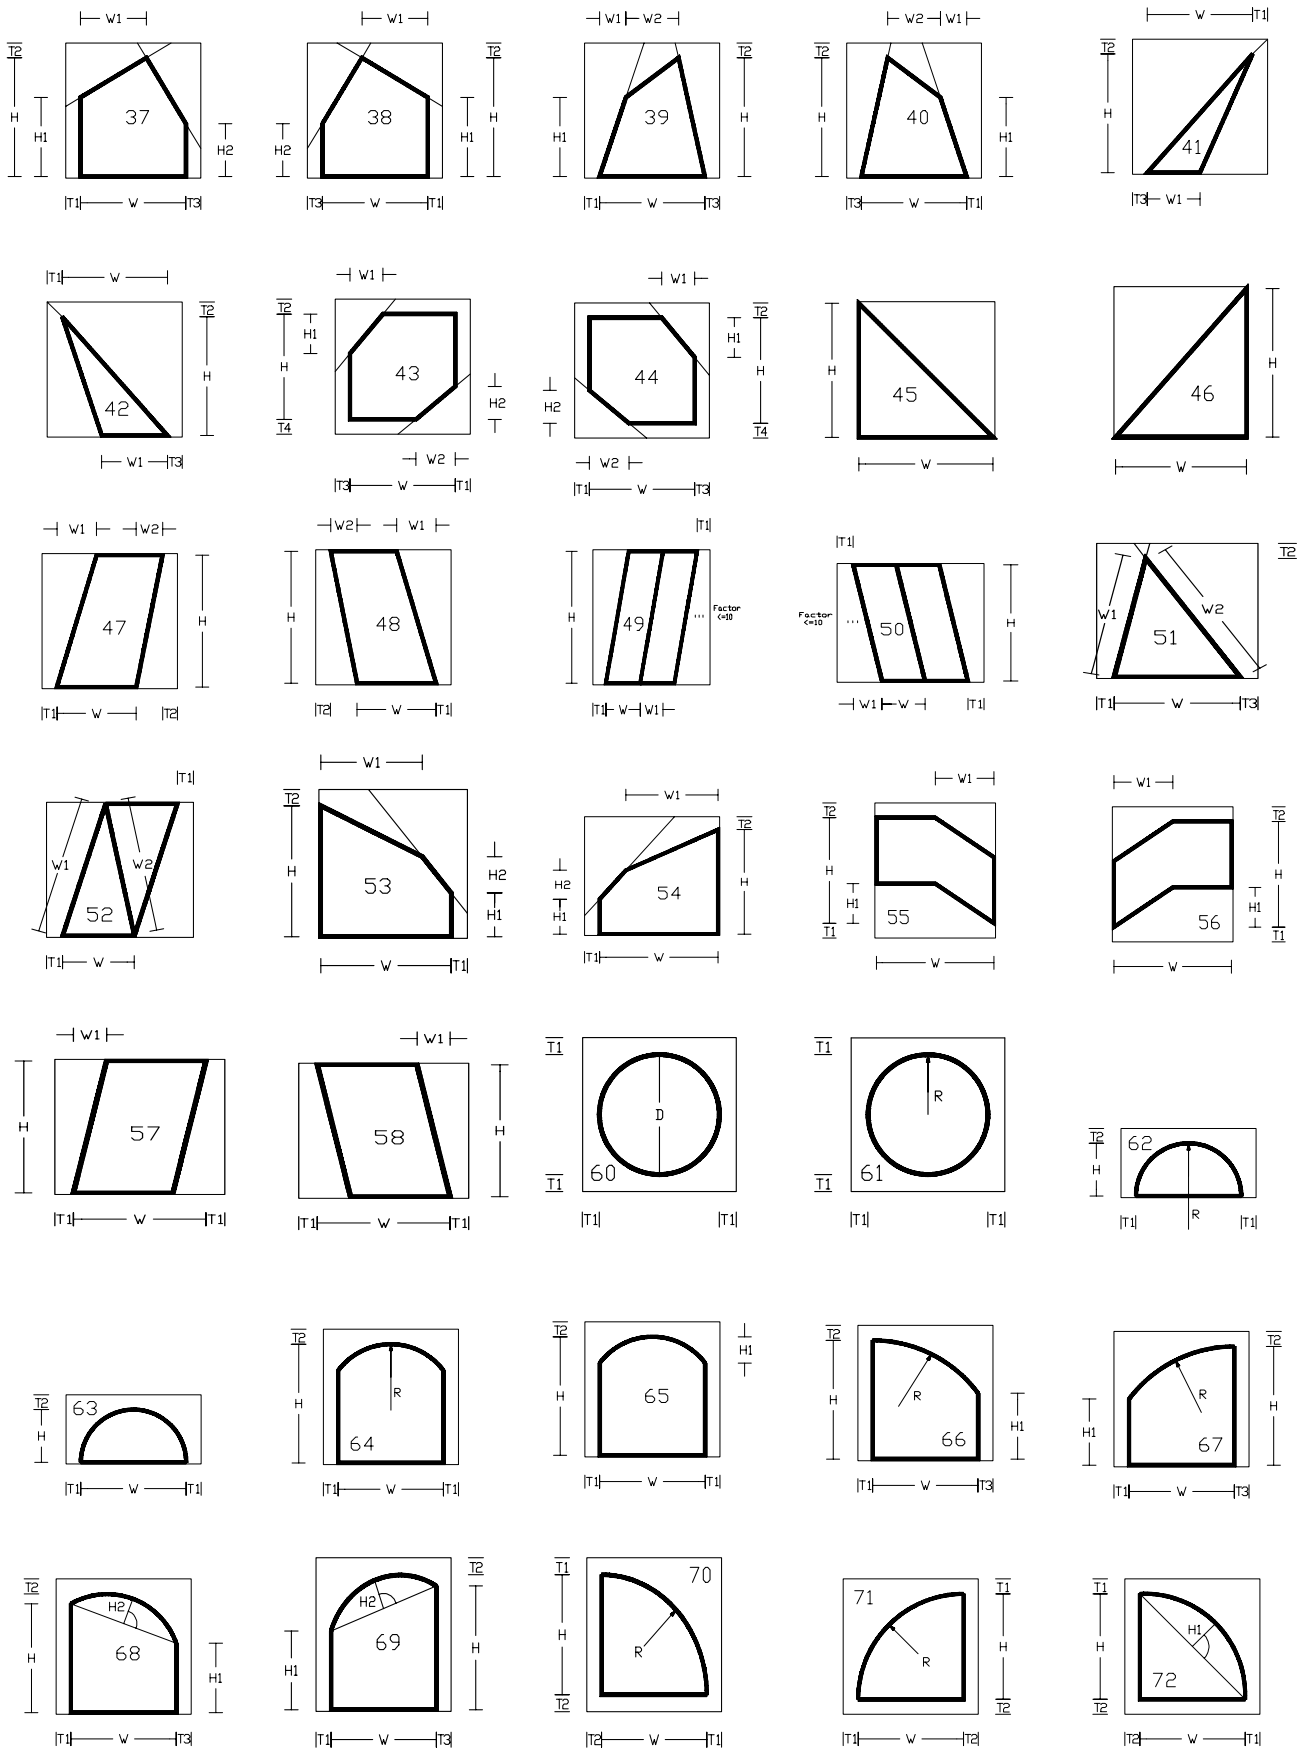 W1 W1 W1 W2 W2 W1 W T1
T2 T2 T2 T2 T2
H H1 37 H2 H2 38 H1 H H1 39 H H 40 H1 H 41
T1 W T3 T3 W T1 T1 W T3 T3 W T1 T3 W1
T1 W W1 W1
T2 T2 T2
H 42 H1 H 43 H2 H2 44 H1 H H 45 46 H
T4 T4
W1 T3 W2 W2 W W
T3 W T1 T1 W T3
W1 W2 W2 W1 T1 T1
T2
47 H H 48 H 49 Factor
<=10 Factor
<=10 50 H W1 51 W2
T1 W T2 T2 W T1 T1 W W1 W1 W T1 T1 W T3
T1 W1 W1 W1 W1
T2 T2 T2 T2
W1 52 W2 H 53 H2 H1 H2 H1 54 H H H1 55 56 H H1
T1 T1
T1 W W T1 T1 W W W
W1 W1 T1 T1
H 57 58 H D 60 R 61 T2 H 62
T1 T1
T1 W T1 T1 W T1 T1 T1 T1 T1 T1 R T1
T2 T2 T2 H1 T2 T2
H 63 H R 64 H 65 H R 66 H1 H1 R 67 H
T1 W T1 T1 W T1 T1 W T1 T1 W T3 T1 W T3
T2 T2 T1 70 71 T1 T1
H H2 68 H1 H1 H2 69 H H R R H H H1 72
T2 T2 T2
T1 W T3 T1 W T3 T2 W T1 T1 W T2 T2 W T1